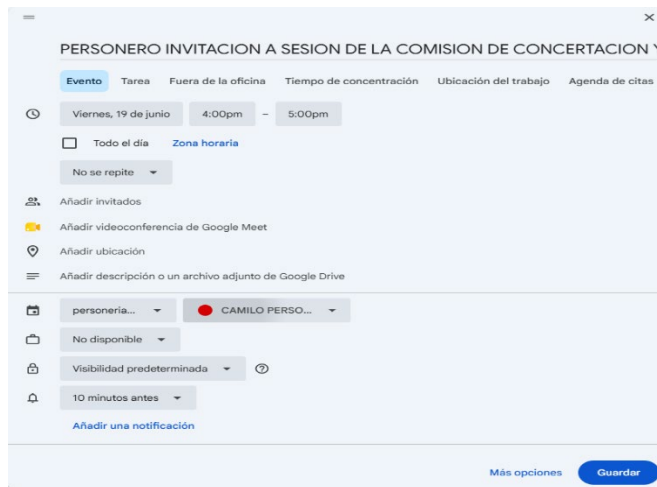 PERSONERO INVITACION A SESION DE LA COMISION DE CONCERTACION Y
Evento Tarea Fuera de la oficina Tiempo de concentración Ubicación del trabajo Agenda de citas
Viernes, 19 de junio 4:00pm – 5:00pm
Todo el día Zona horaria
No se repite
Añadir invitados
Añadir videoconferencia de Google Meet
Añadir ubicación
Añadir descripción o un archivo adjunto de Google Drive
personeria... CAMILO PERSO...
No disponible
Visibilidad predeterminada
10 minutos antes
Añadir una notificación
Más opciones Guardar